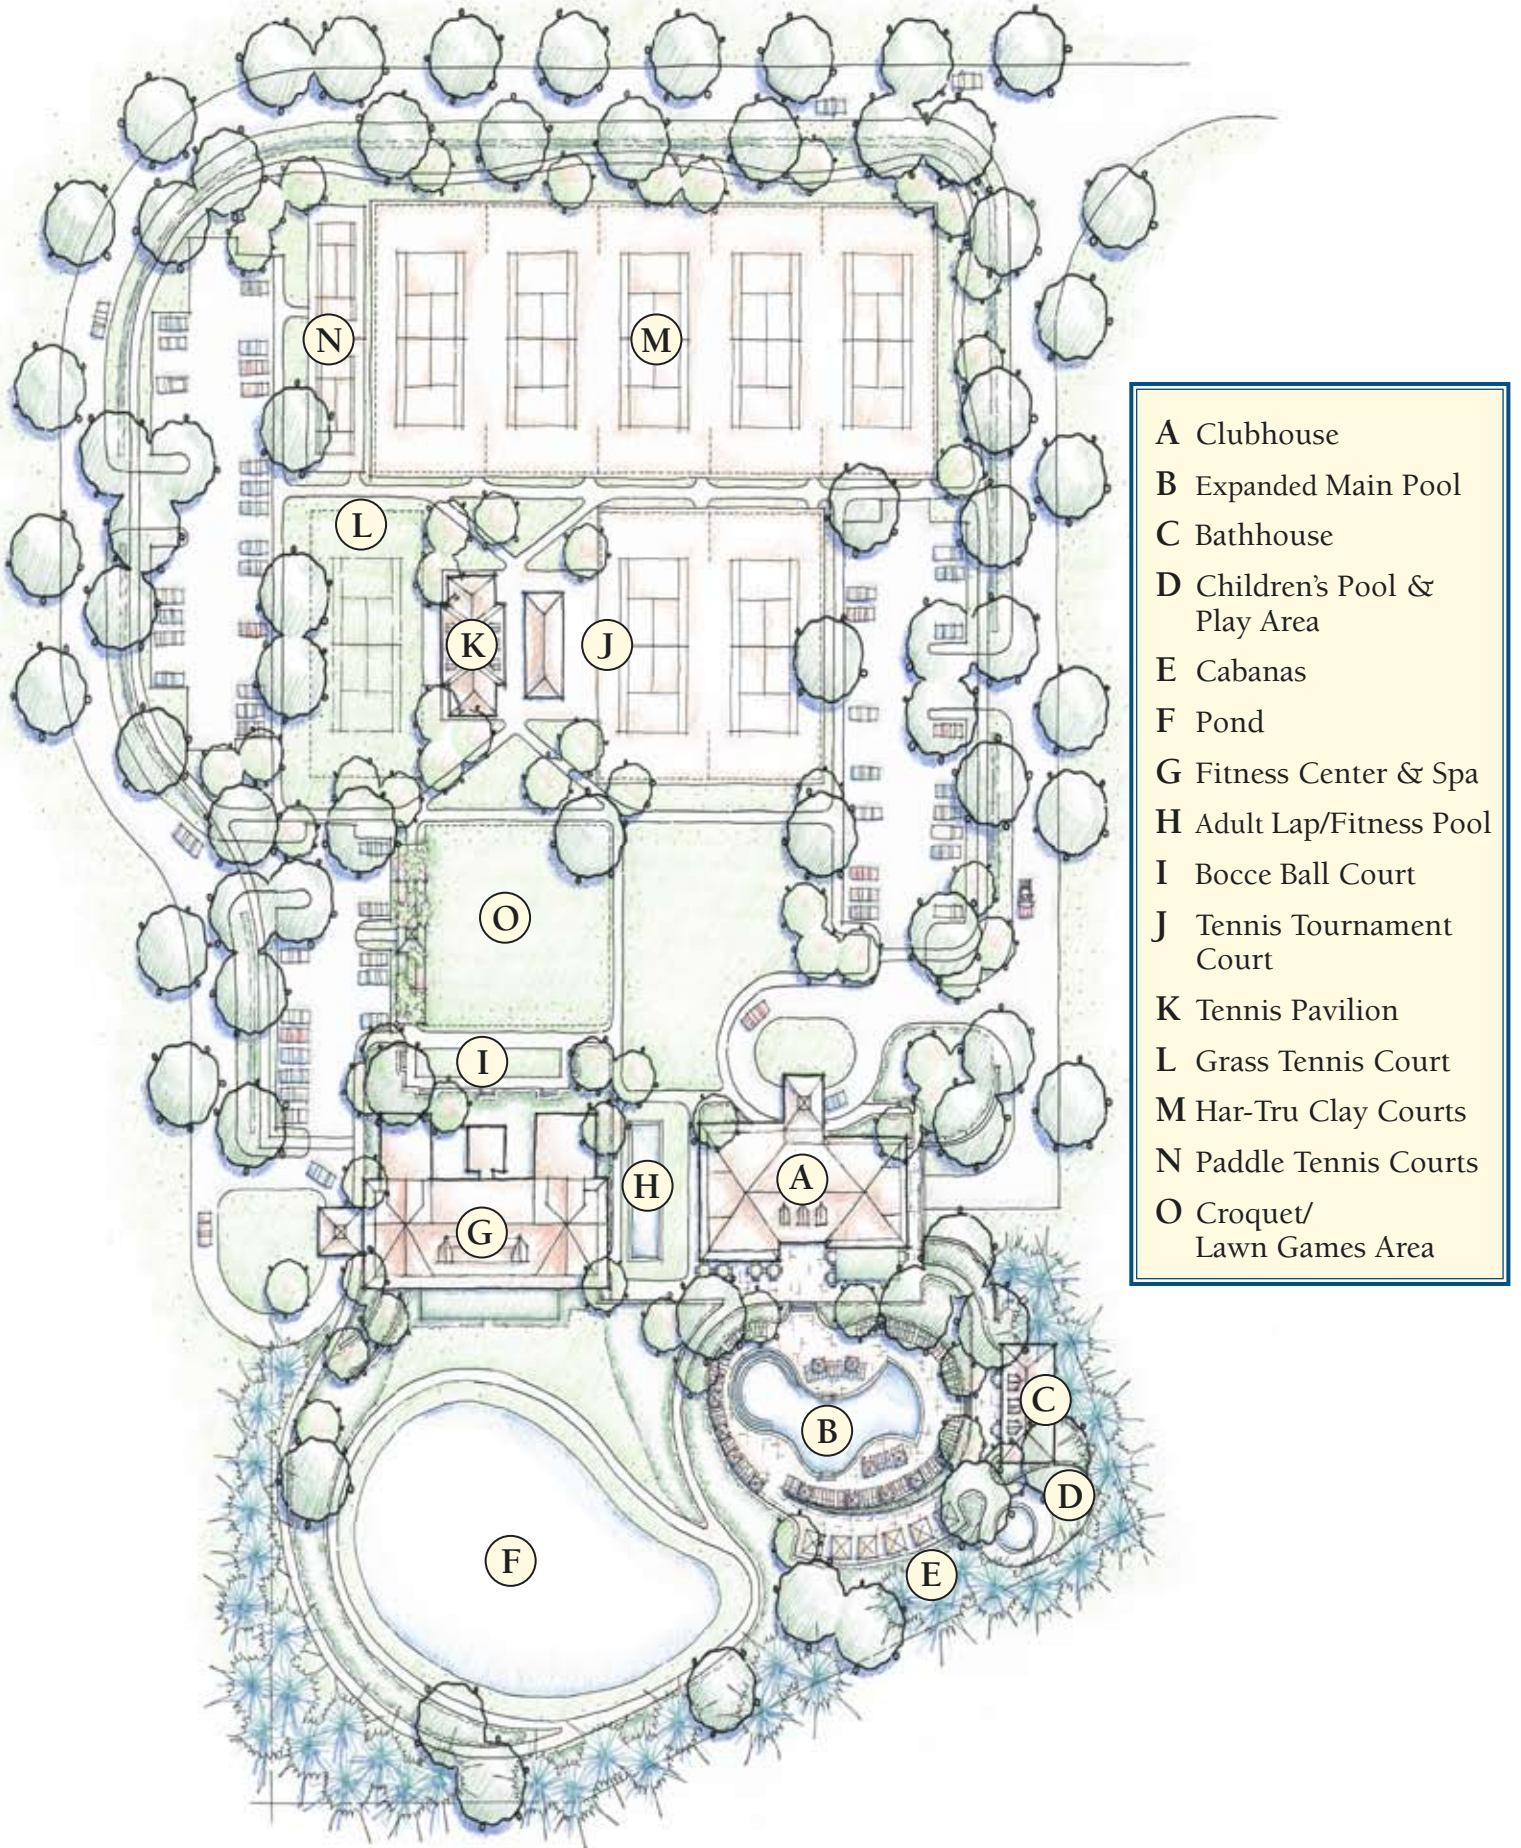 N
M
L
K
J
O
I
H
A
G
C
B
D
F
E
A Clubhouse
B Expanded Main Pool
C Bathhouse
D Children's Pool &
Play Area
E Cabanas
F Pond
G Fitness Center & Spa
H Adult Lap/Fitness Pool
I Bocce Ball Court
J Tennis Tournament
Court
K Tennis Pavilion
L Grass Tennis Court
M Har-Tru Clay Courts
N Paddle Tennis Courts
O Croquet/
Lawn Games Area